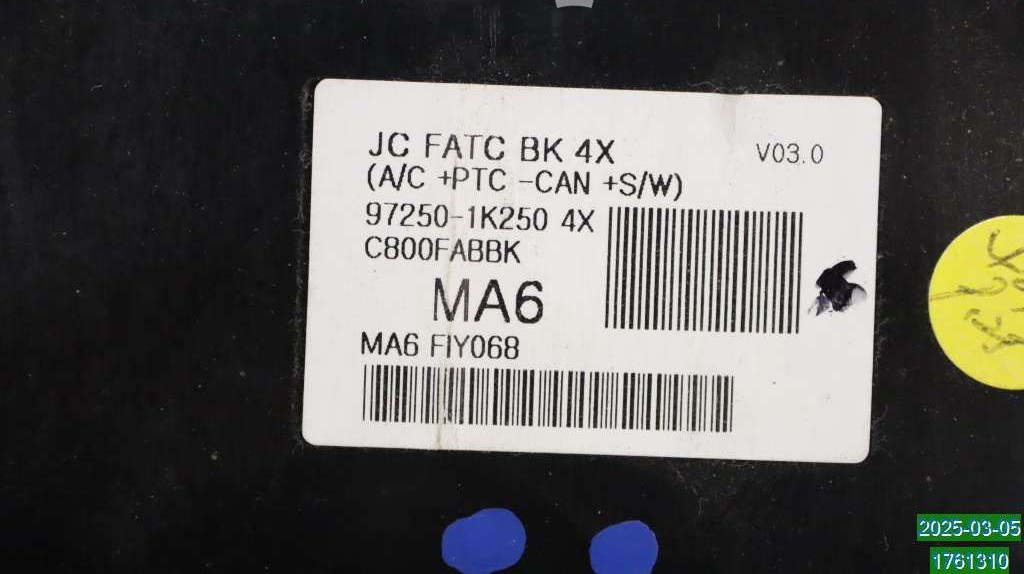 JC FATC BK 4X
V03.0
(A/C +PTC -CAN +S/W)
97250-1K250 4X
C800FABBK
MA6
MA6 FIY068
2025-03-05
1761310